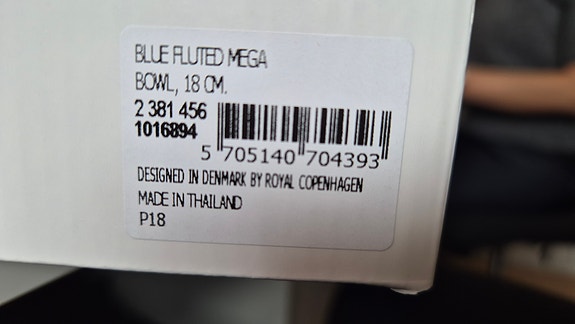 BLUE FLUTED MEGA
BOWL, 18 CM.
2 381 456
1016894
5 705140 704393
DESIGNED IN DENMARK BY ROYAL COPENHAGEN
MADE IN THAILAND
P18